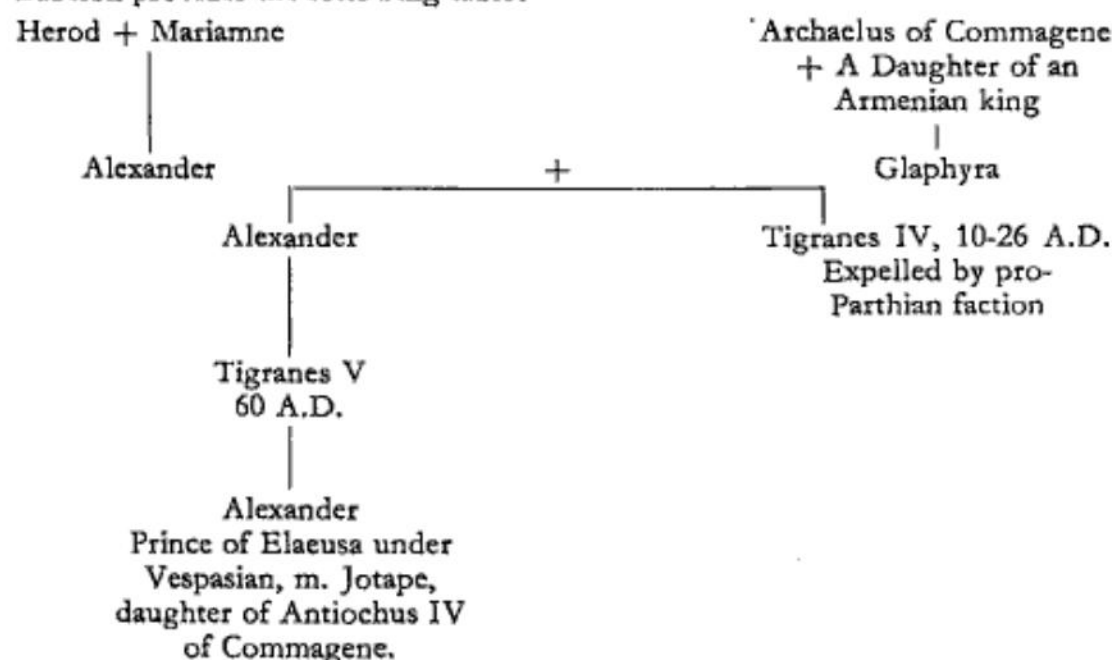 Herod + Mariamne
Archaelus of Commagene
+ A Daughter of an
Armenian king
Alexander
+
Glaphyra
Alexander
Tigranes IV, 10-26 A.D.
Expelled by pro-
Parthian faction
Tigranes V
60 A.D.
Alexander
Prince of Elaeusa under
Vespasian, m. Jotape,
daughter of Antiochus IV
of Commagene.